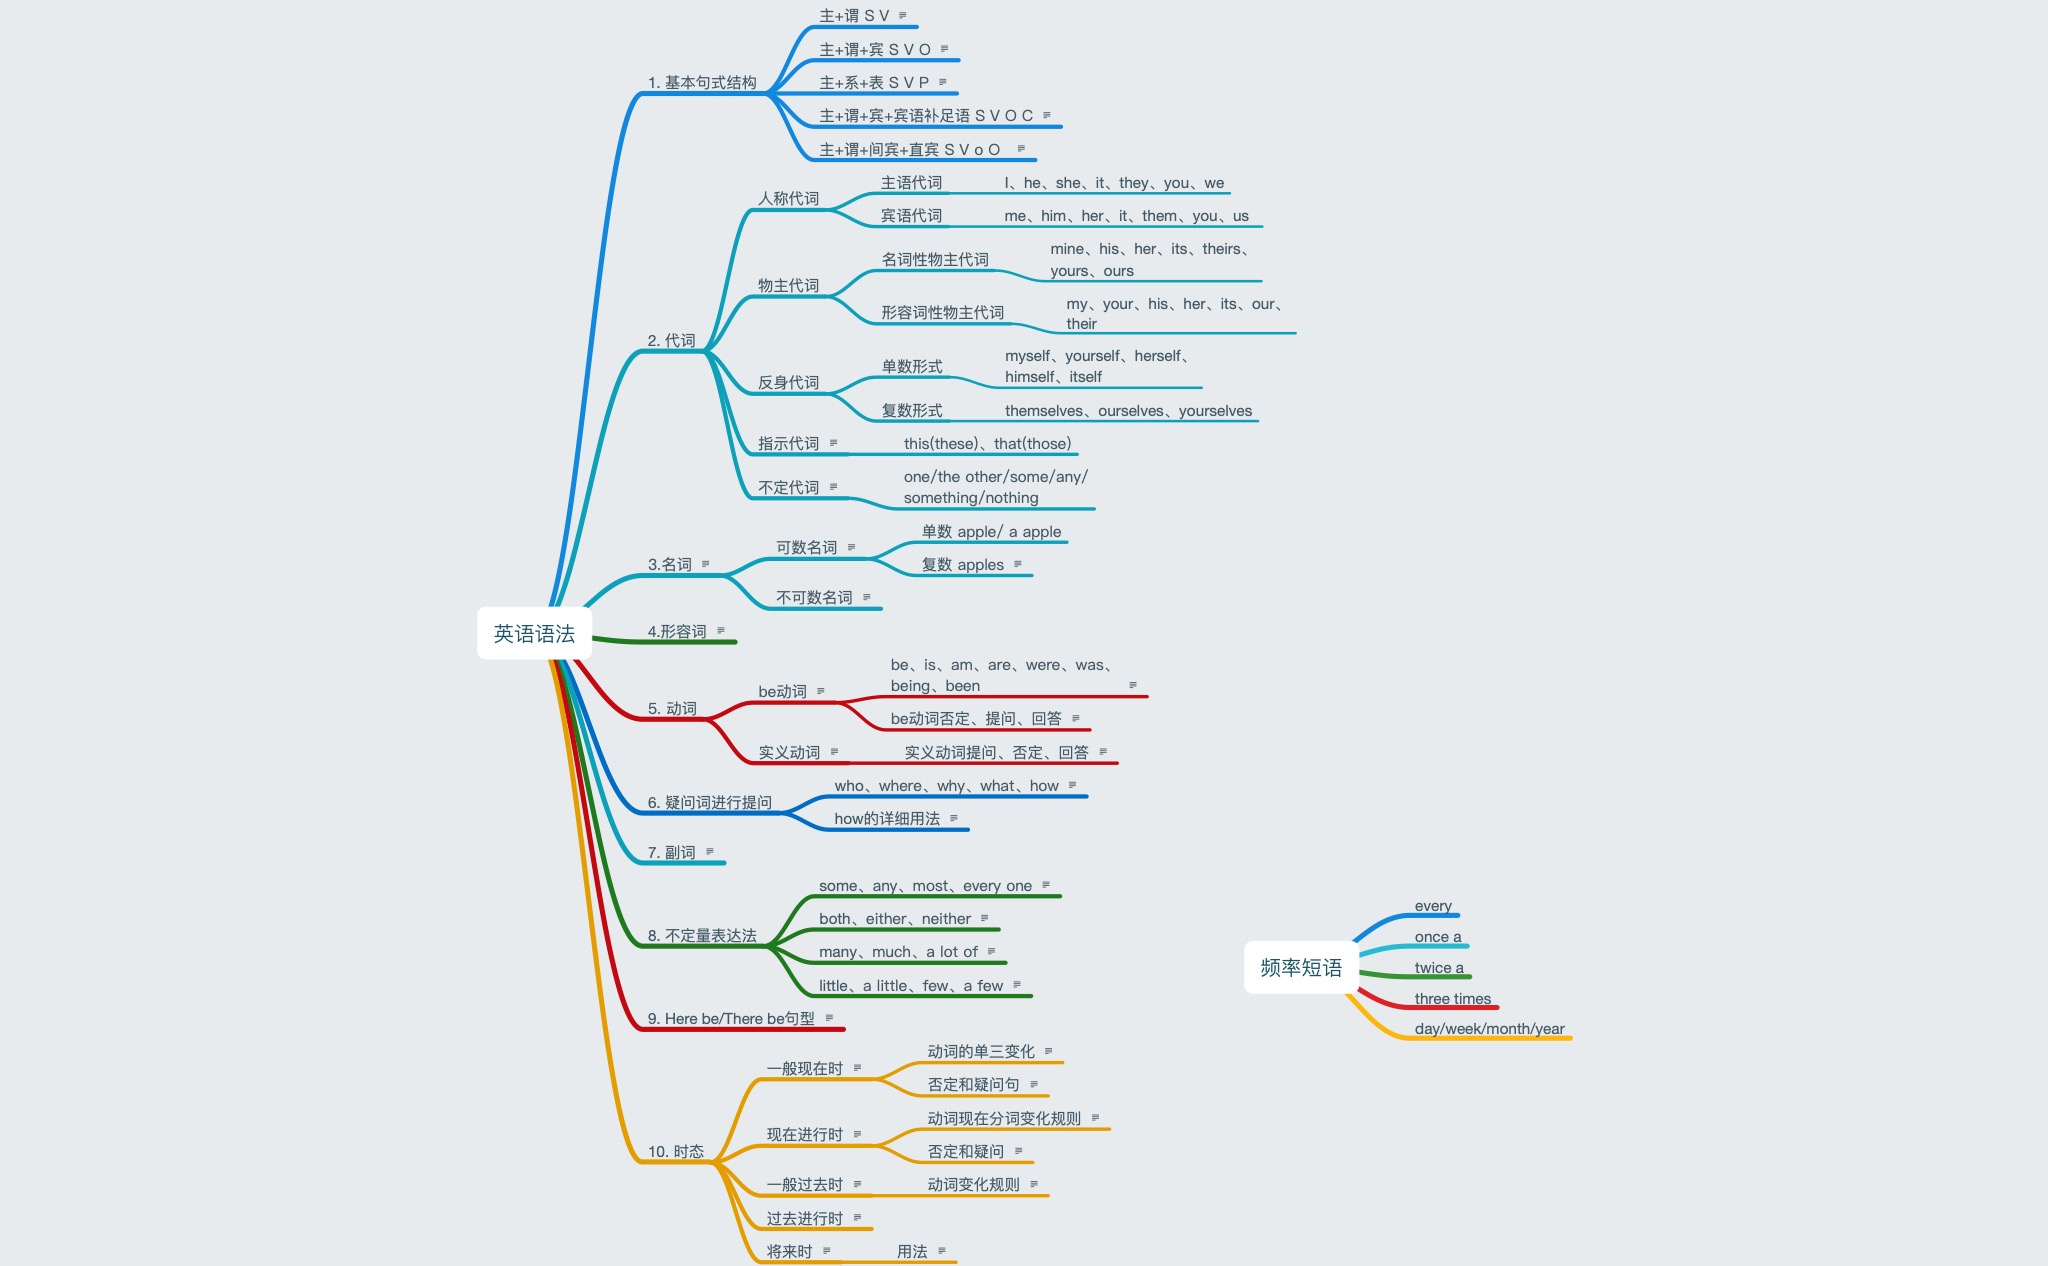 英语语法
1. 基本句式结构
主+谓 S V
主+谓+宾 S V O
主+系+表 S V P
主+谓+宾+宾语补足语 S V O C
主+谓+间宾+直宾 S V o O
2. 代词
人称代词
主语代词
I、he、she、it、they、you、we
宾语代词
me、him、her、it、them、you、us
物主代词
名词性物主代词
mine、his、her、its、theirs、
yours、ours
形容词性物主代词
my、your、his、her、its、our、
their
反身代词
单数形式
myself、yourself、herself、
himself、itself
复数形式
themselves、ourselves、yourselves
指示代词
this(these)、that(those)
不定代词
one/the other/some/any/
something/nothing
3.名词
可数名词
单数 apple/ a apple
复数 apples
不可数名词
4.形容词
5. 动词
be动词
be、is、am、are、were、was、
being、been
be动词否定、提问、回答
实义动词
实义动词提问、否定、回答
6. 疑问词进行提问
who、where、why、what、how
how的详细用法
7. 副词
8. 不定量表达法
some、any、most、every one
both、either、neither
many、much、a lot of
little、a little、few、a few
9. Here be/There be句型
10. 时态
一般现在时
动词的单三变化
否定和疑问句
现在进行时
动词现在分词变化规则
否定和疑问
一般过去时
动词变化规则
过去进行时
将来时
用法
频率短语
every
once a
twice a
three times
day/week/month/year